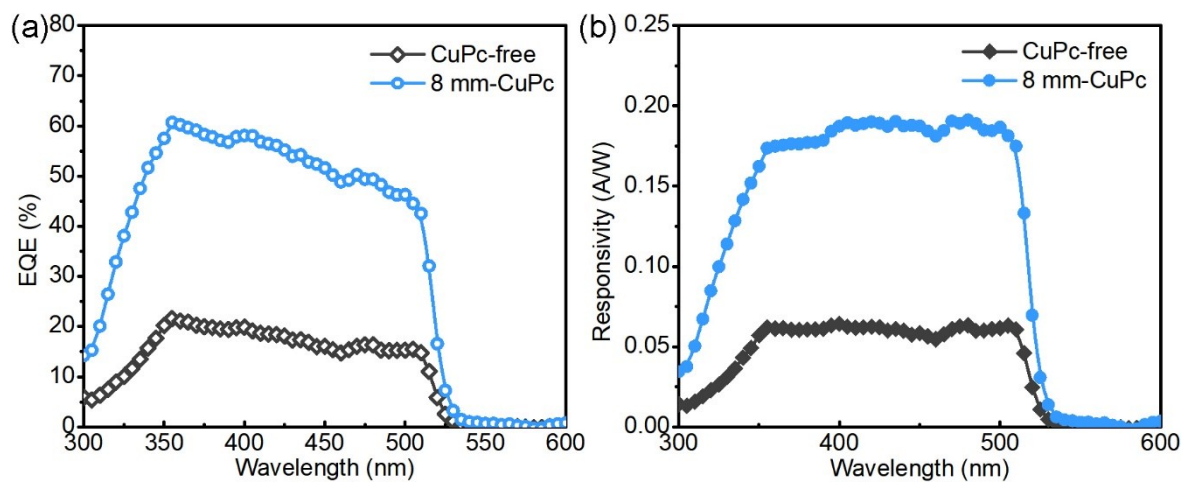 (a)
80
70
60
50
40
30
20
10
0
EQE (%)
CuPc-free
8 mm-CuPc
300 350 400 450 500 550 600
Wavelength (nm)
(b)
0.25
0.20
0.15
0.10
0.05
0.00
Responsivity (A/W)
CuPc-free
8 mm-CuPc
300 400 500 600
Wavelength (nm)